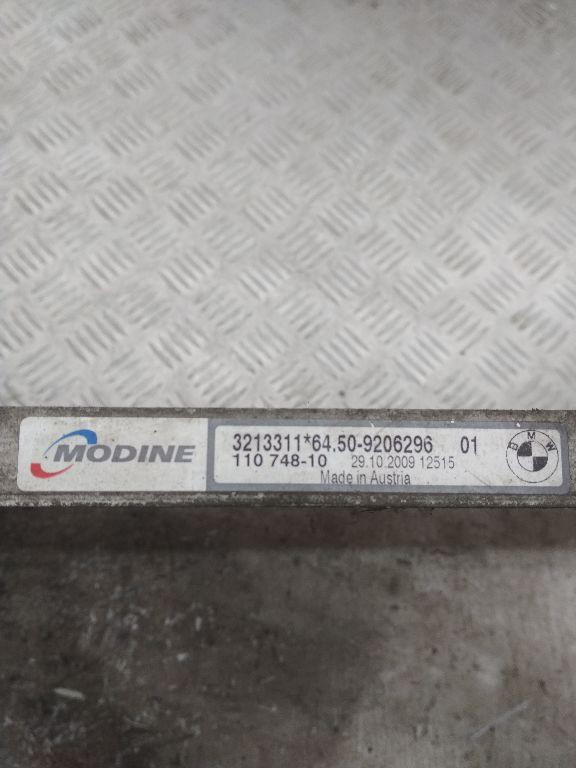 MODINE
3213311*64.50-9206296 01
110 748-10 29.10.2009 12515
Made in Austria
BMW